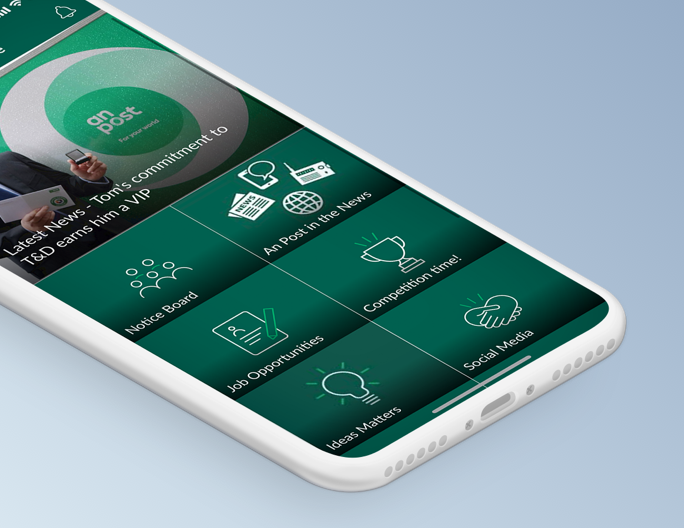 e
an
post
For your world
Latest News - Tom's commitment to
T&D earns him a VIP
NEWS
An Post in the News
Notice Board
Competition time!
Job Opportunities
Social Media
Ideas Matters